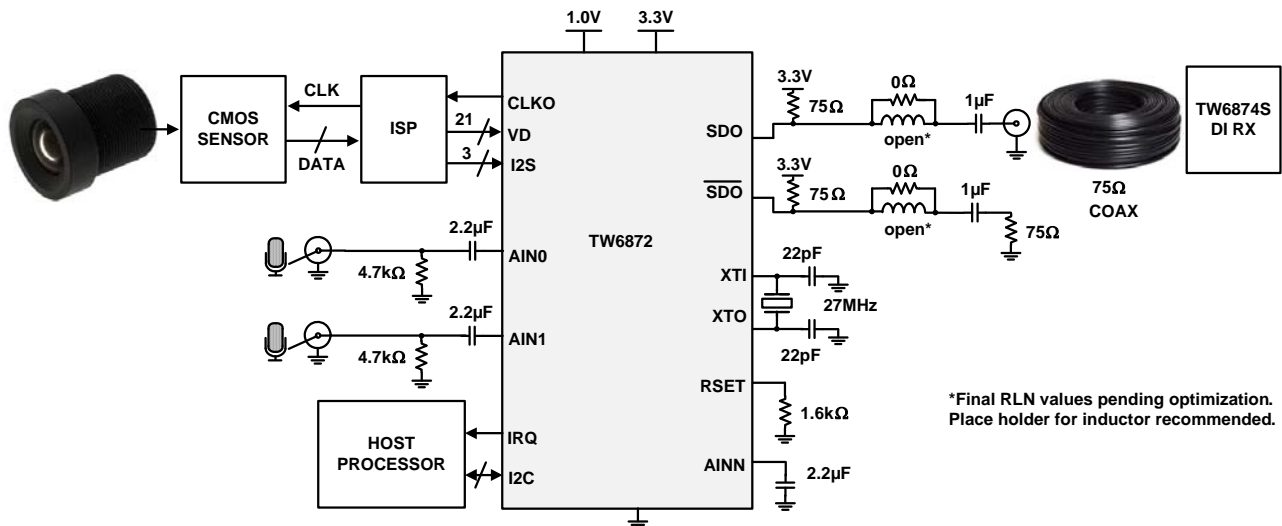 1.0V
3.3V
CMOS
SENSOR
CLK
DATA
ISP
21
3
CLKO
VD
I2S
TW6872
SDO
3.3V
75Ω
0Ω
open*
1µF
75Ω
COAX
TW6874S
DI RX
SDO
3.3V
75Ω
0Ω
open*
1µF
75Ω
2.2µF
4.7kΩ
AIN0
2.2µF
4.7kΩ
AIN1
XTI
XTO
22pF
27MHz
22pF
RSET
1.6kΩ
AINN
2.2µF
HOST
PROCESSOR
IRQ
I2C
*Final RLN values pending optimization.
Place holder for inductor recommended.